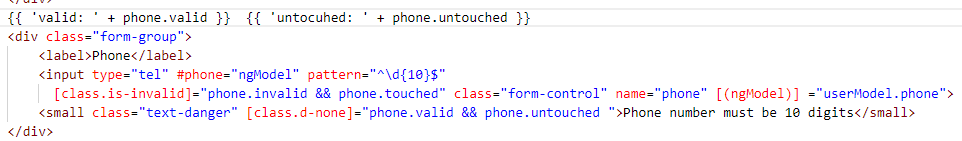 {{ 'valid: ' + phone.valid }}  {{ 'untocuhed: ' + phone.untouched }}
<div class="form-group">
    <label>Phone</label>
    <input type="tel" #phone="ngModel" pattern="^\d{10}$"
      [class.is-invalid]="phone.invalid && phone.touched" class="form-control" name="phone" [(ngModel)] ="userModel.phone">
    <small class="text-danger" [class.d-none]="phone.valid && phone.untouched ">Phone number must be 10 digits</small>
</div>